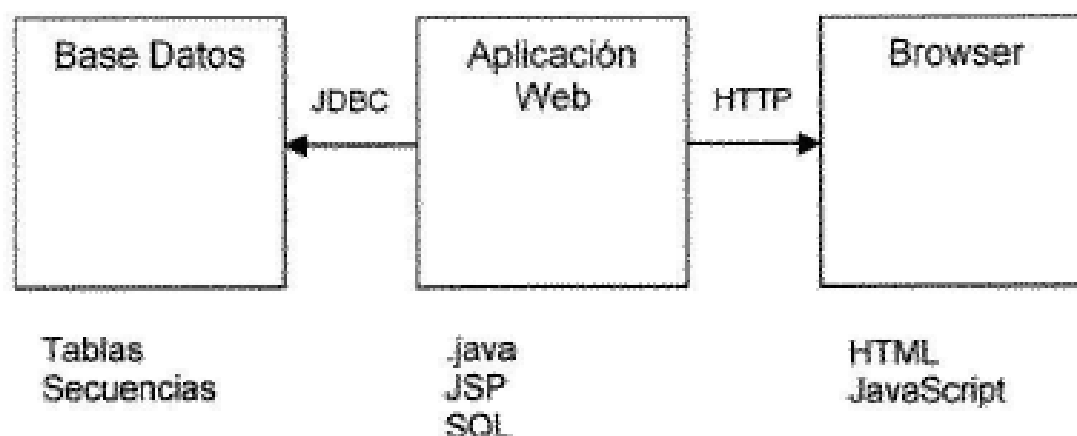 Base Datos
JDBC
Aplicación
Web
HTTP
Browser
Tablas
Secuencias
.java
JSP
SQL
HTML
JavaScript